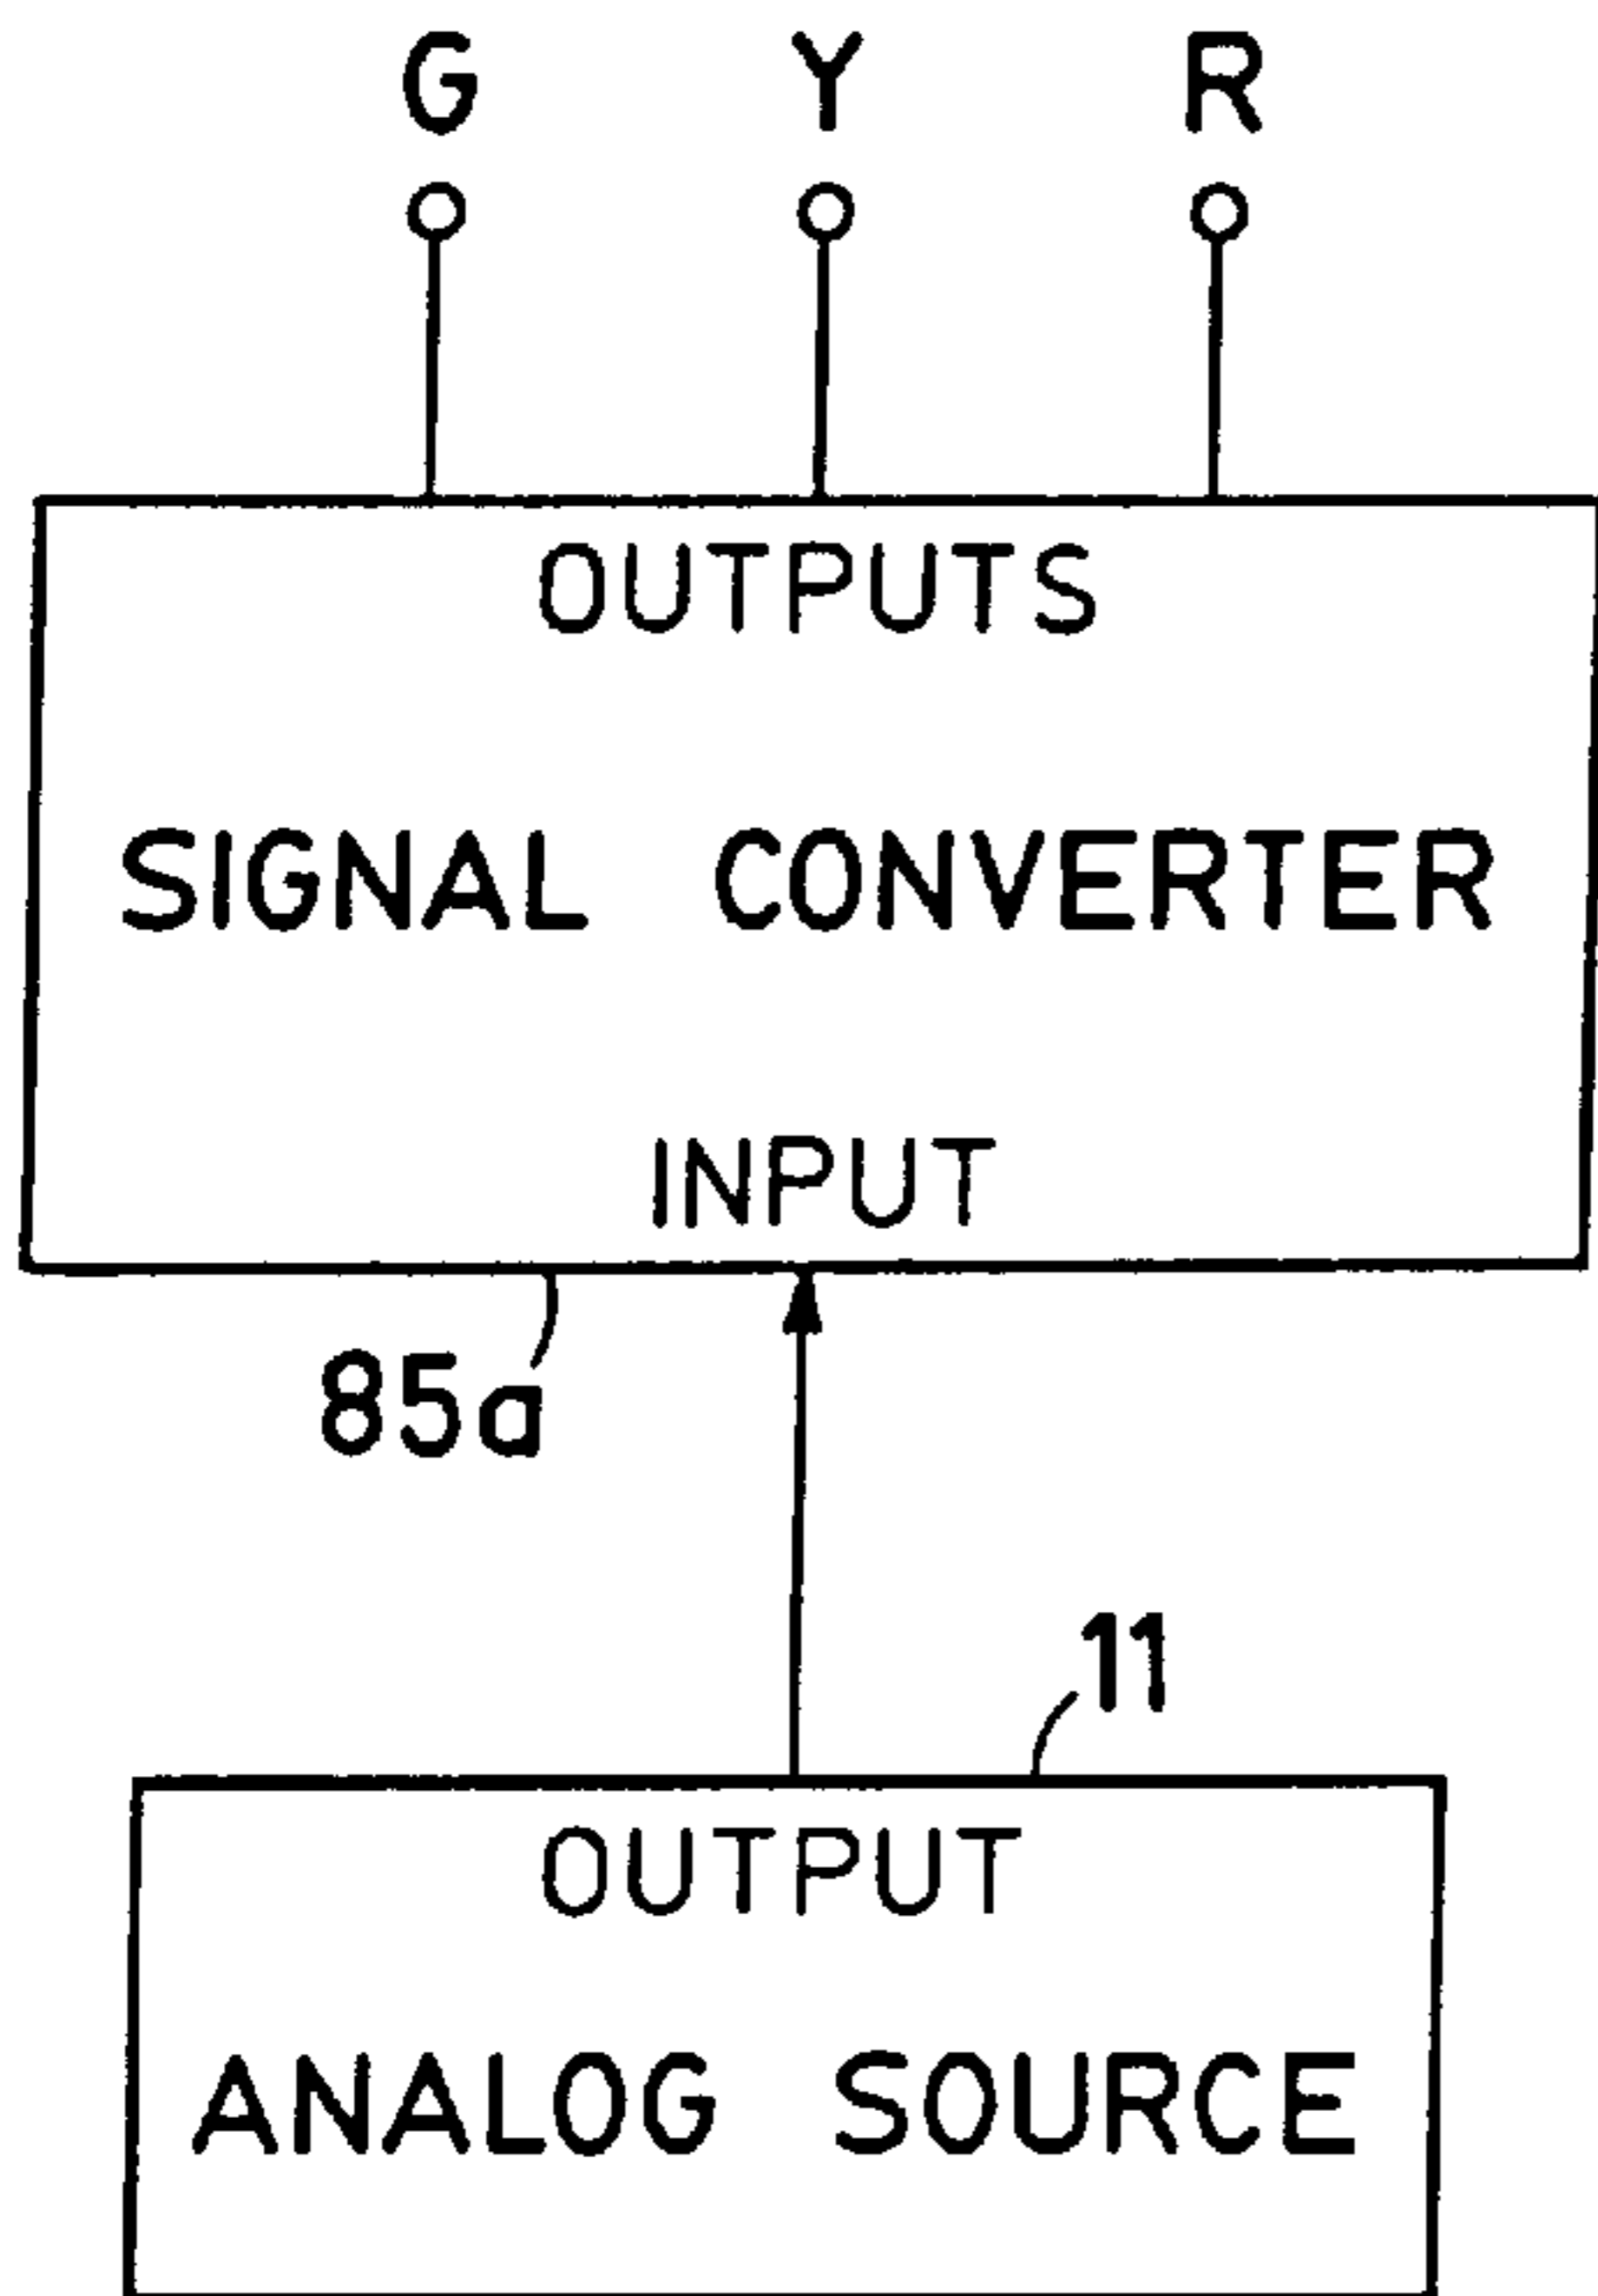 G Y R
OUTPUTS
SIGNAL CONVERTER
INPUT
85a
11
OUTPUT
ANALOG SOURCE